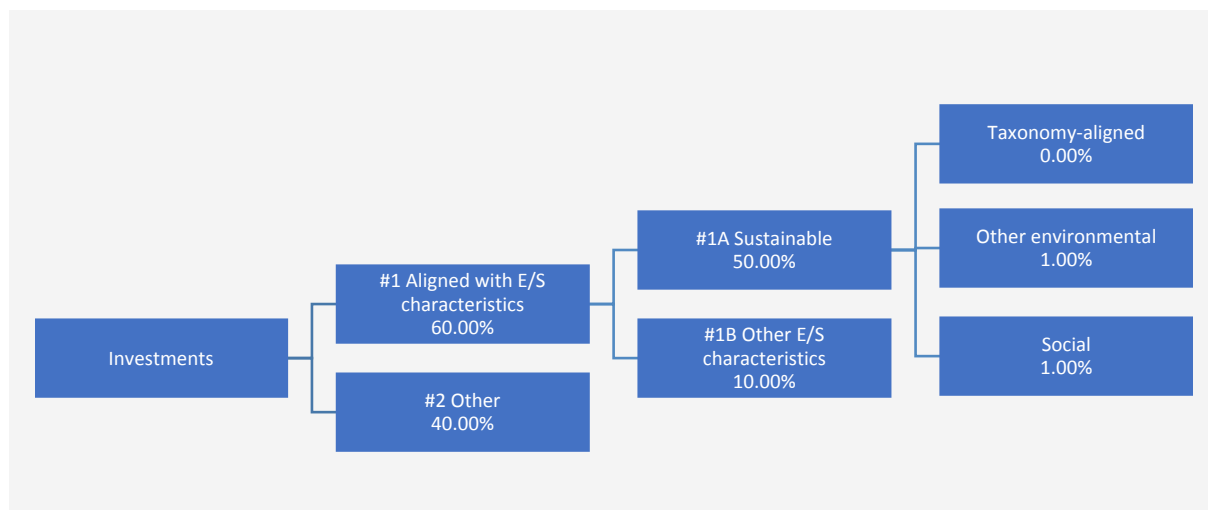 Investments
#1 Aligned with E/S
characteristics
60.00%
#2 Other
40.00%
#1A Sustainable
50.00%
#1B Other E/S
characteristics
10.00%
Taxonomy-aligned
0.00%
Other environmental
1.00%
Social
1.00%